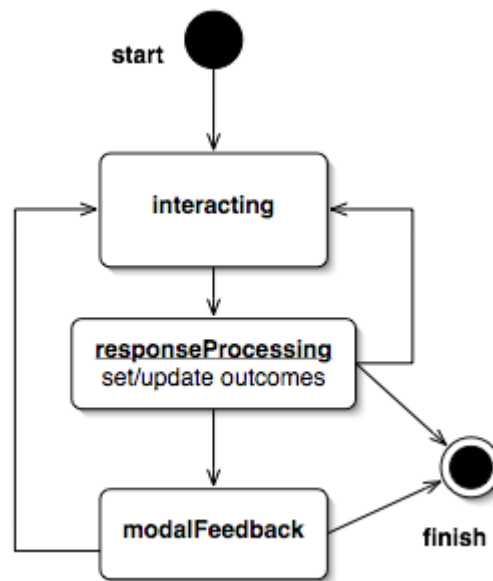 start
interacting
responseProcessing
set/update outcomes
modalFeedback
finish